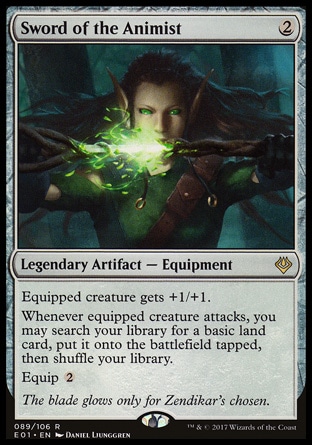 Sword of the Animist 2
Legendary Artifact — Equipment
Equipped creature gets +1/+1.
Whenever equipped creature attacks, you
may search your library for a basic land
card, put it onto the battlefield tapped,
then shuffle your library.
Equip 2
The blade glows only for Zendikar's chosen.
089/106 R
E01 • EN Daniel Ljunggren
™ & © 2017 Wizards of the Coast